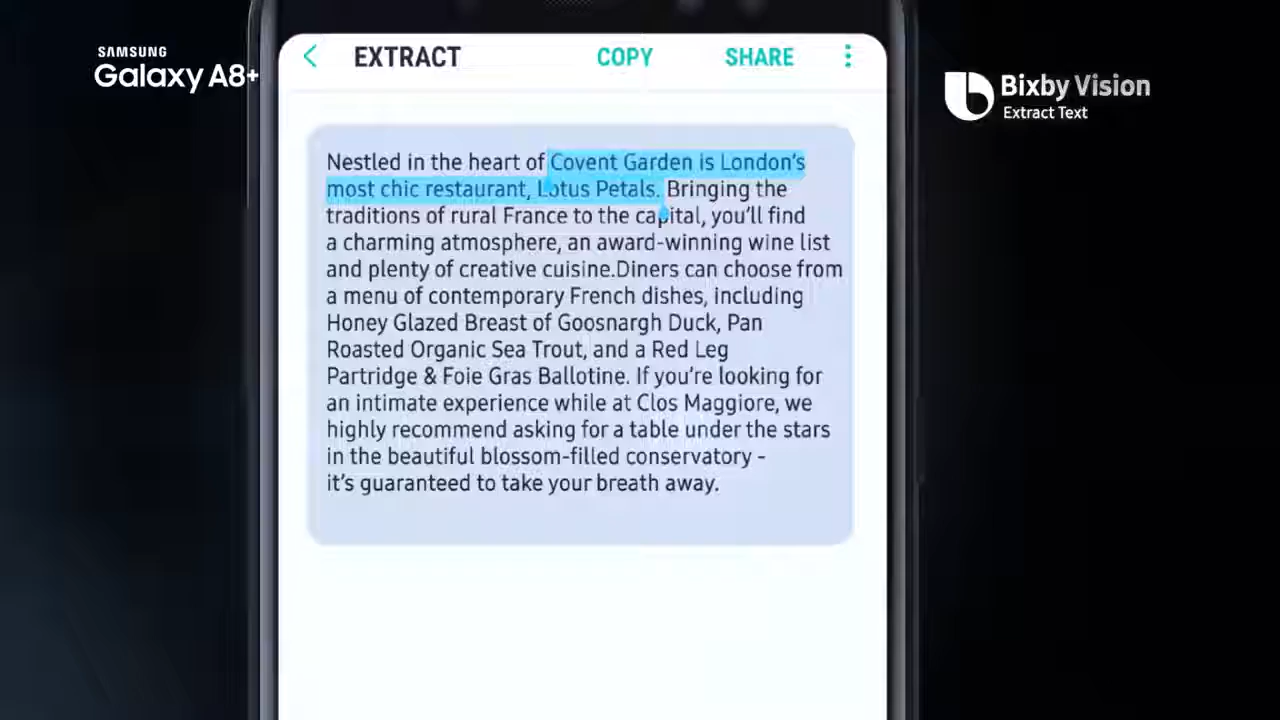 SAMSUNG
Galaxy A8+
EXTRACT
COPY
SHARE
Bixby Vision
Extract Text
Nestled in the heart of Covent Garden is London's
most chic restaurant, Lotus Petals. Bringing the
traditions of rural France to the capital, you'll find
a charming atmosphere, an award-winning wine list
and plenty of creative cuisine.Diners can choose from
a menu of contemporary French dishes, including
Honey Glazed Breast of Goosnargh Duck, Pan
Roasted Organic Sea Trout, and a Red Leg
Partridge & Foie Gras Ballotine. If you're looking for
an intimate experience while at Clos Maggiore, we
highly recommend asking for a table under the stars
in the beautiful blossom-filled conservatory -
it's guaranteed to take your breath away.